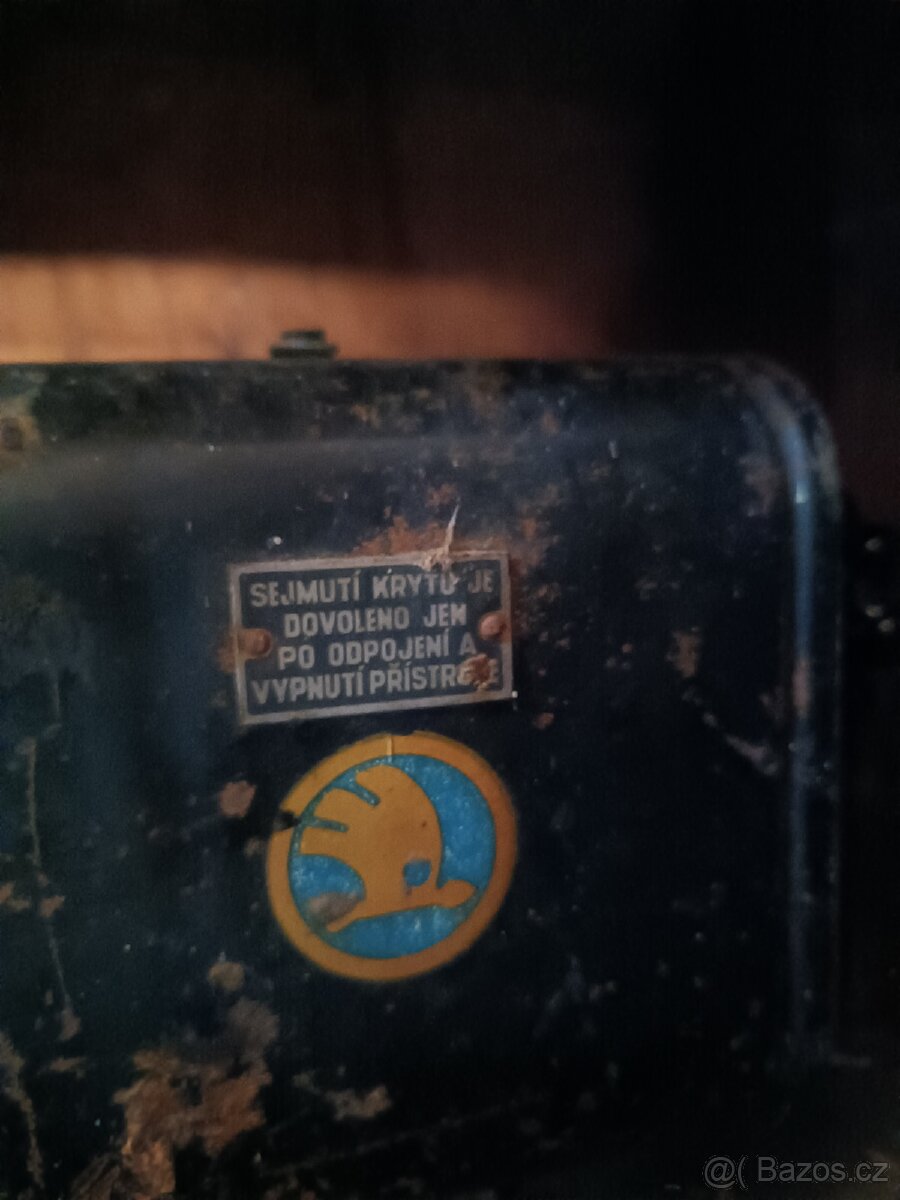 SEJMUTÍ KRYTU JE
DOVOLENO JEN
PO ODPOJENÍ A
VYPNUTÍ PŘÍSTROJE
@( Bazos.cz